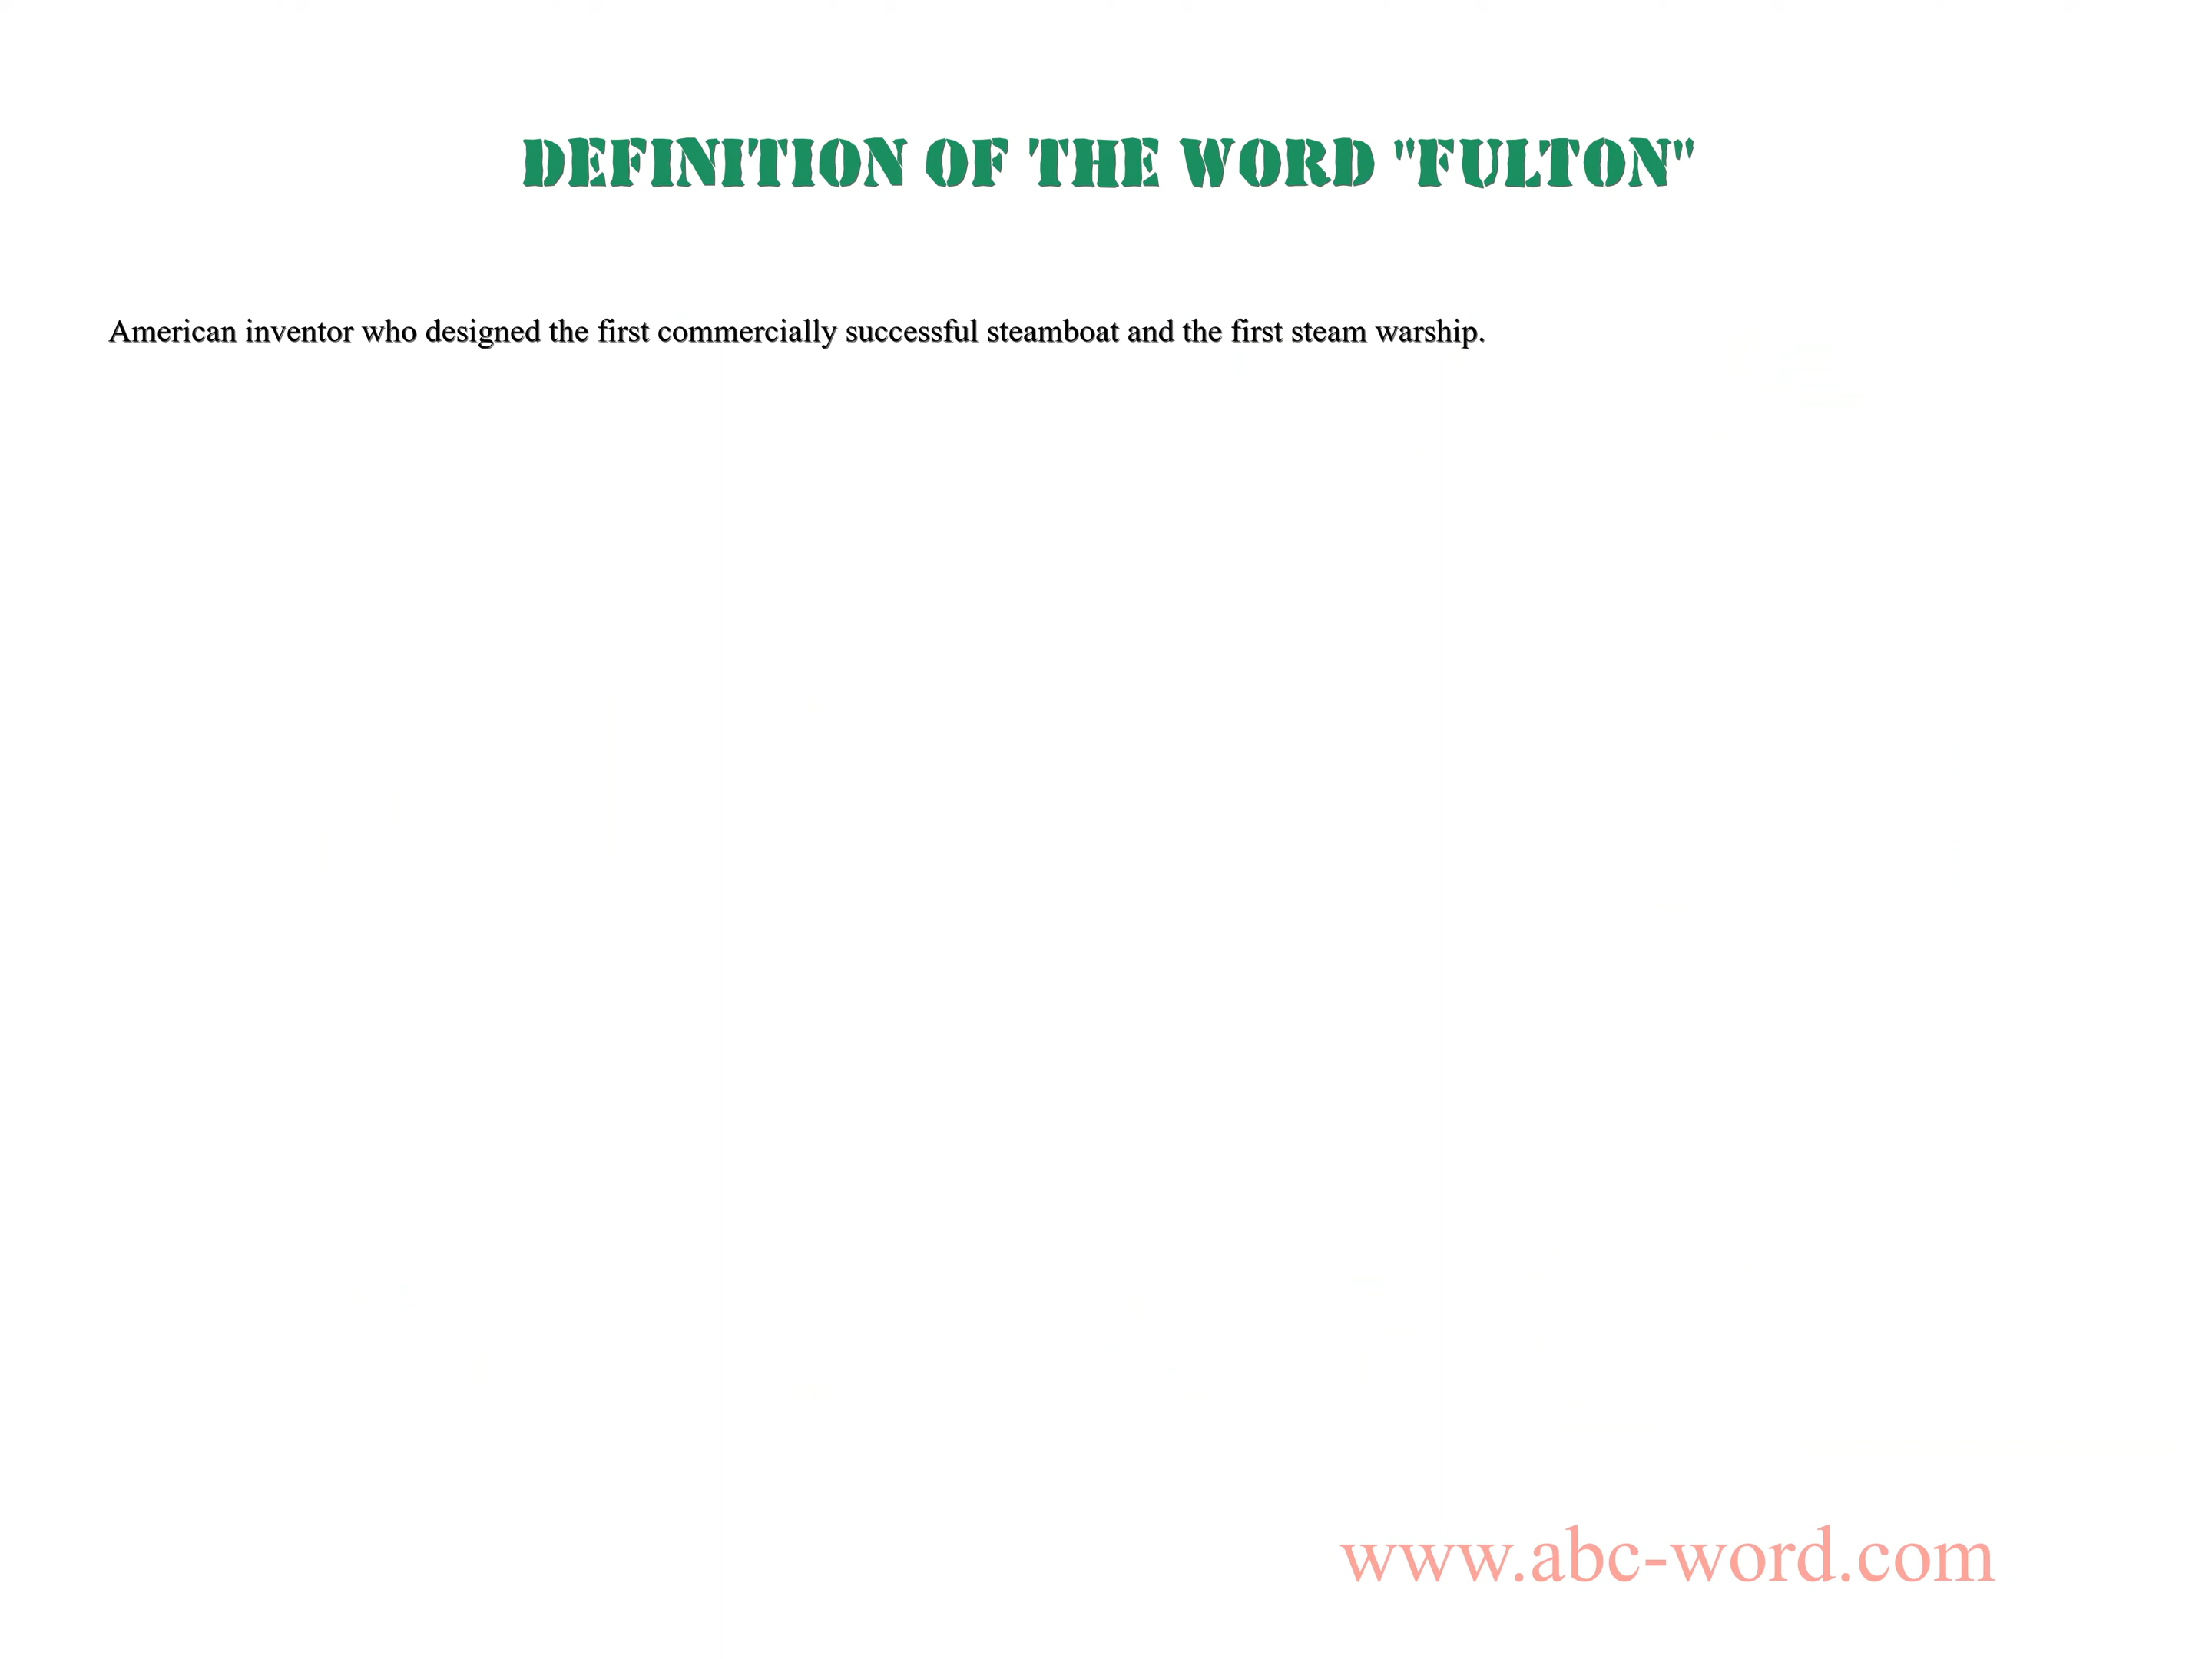 DEFINITION OF THE WORD "FULTON"
American inventor who designed the first commercially successful steamboat and the first steam warship.
www.abc-word.com